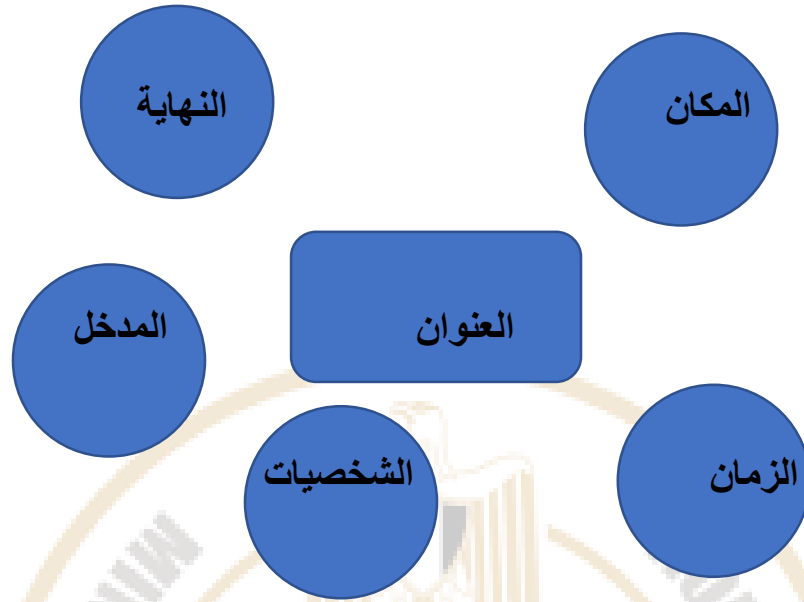 النهاية
المكان
العنوان
المدخل
الشخصيات
الزمان